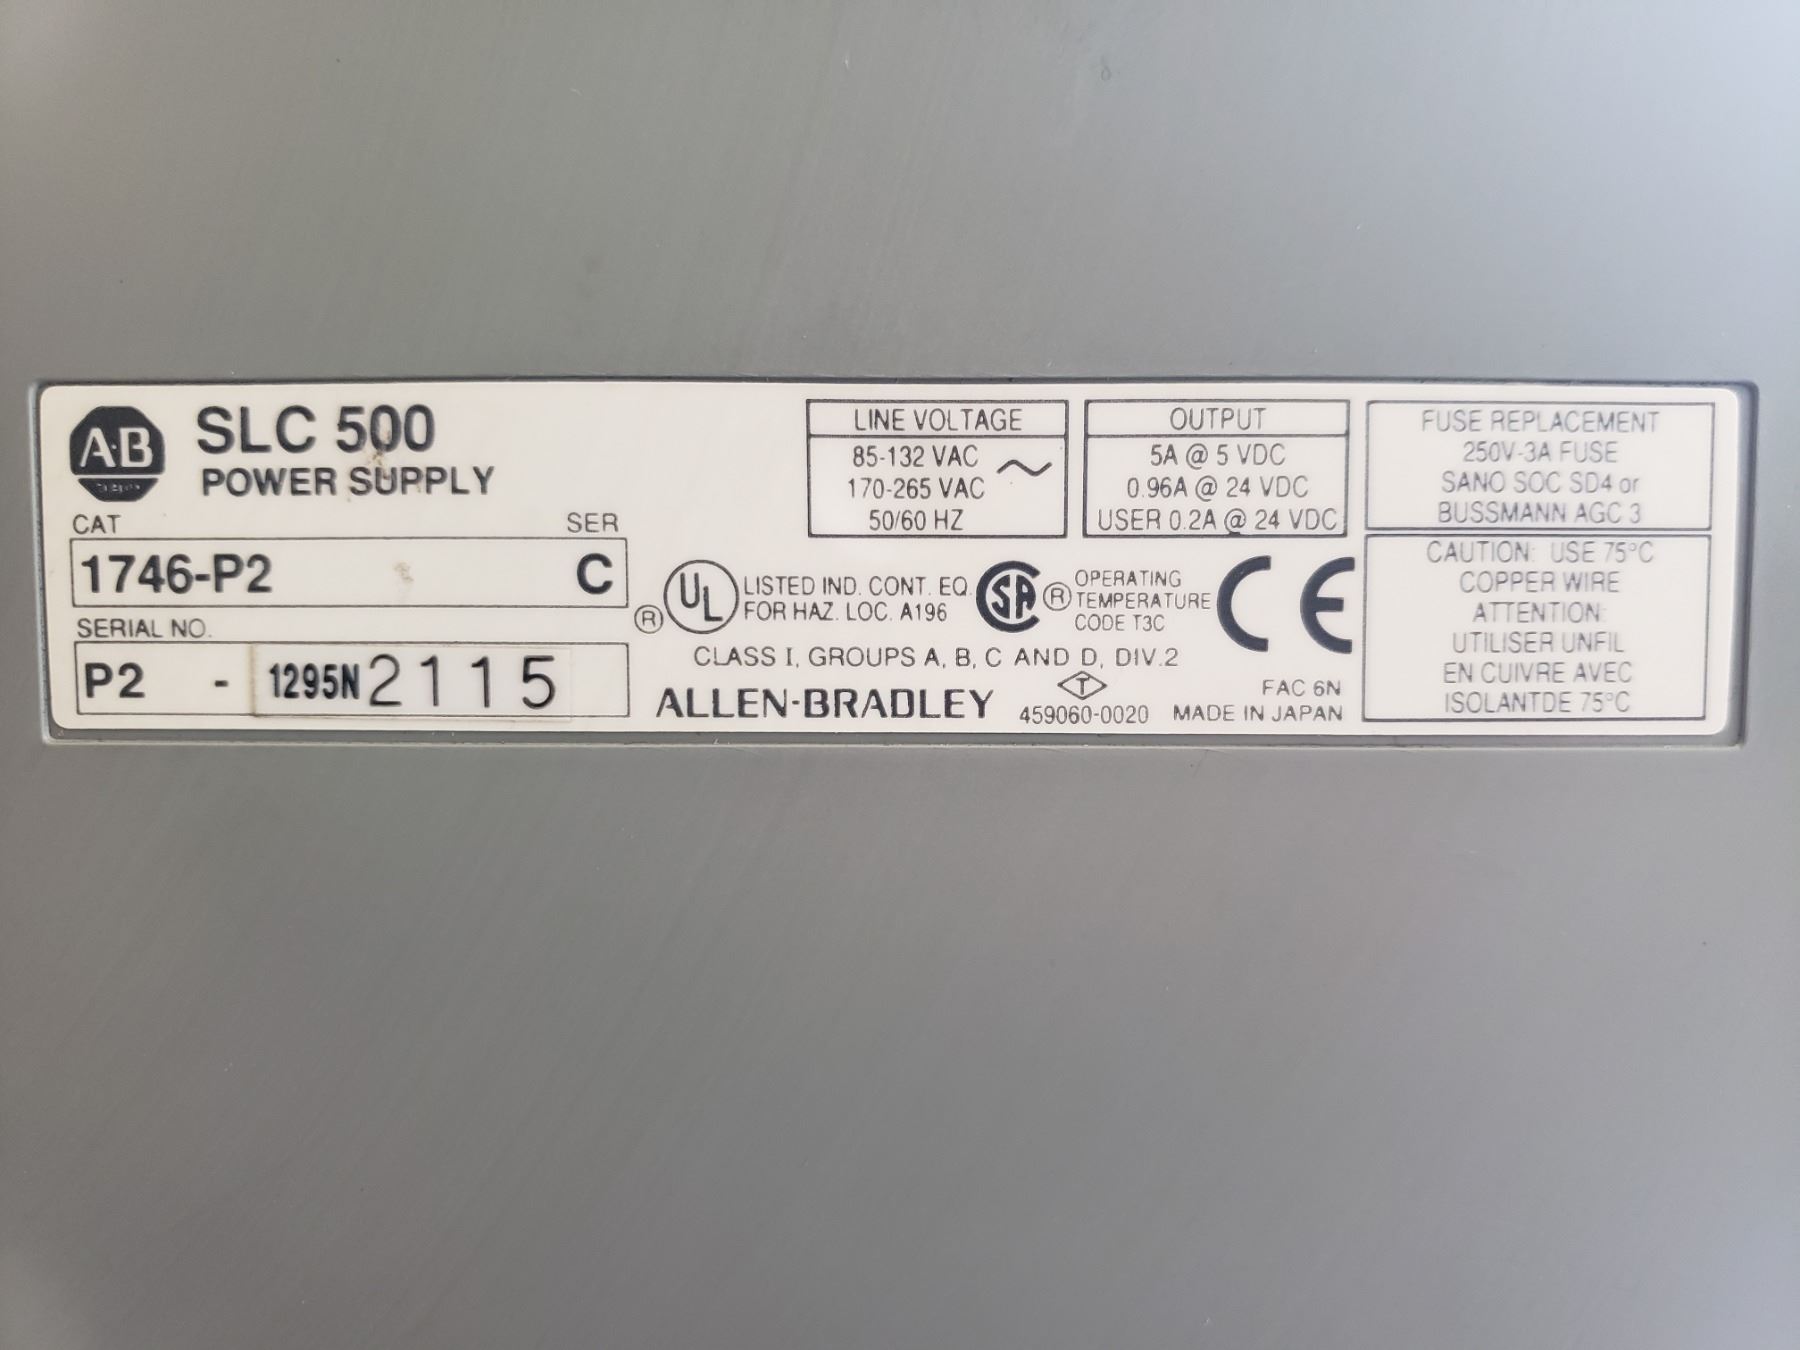 A·B
SLC 500
POWER SUPPLY
CAT SER
1746-P2 C
SERIAL NO.
P2 - 1295N 2115
LINE VOLTAGE
85-132 VAC
170-265 VAC
50/60 HZ
OUTPUT
5A @ 5 VDC
0.96A @ 24 VDC
USER 0.2A @ 24 VDC
® UL LISTED IND. CONT. EQ.
FOR HAZ. LOC. A196
SA ® OPERATING
TEMPERATURE
CODE T3C
CE
CLASS I, GROUPS A, B, C AND D, DIV.2
ALLEN-BRADLEY
T
459060-0020
FAC 6N
MADE IN JAPAN
FUSE REPLACEMENT
250V-3A FUSE
SANO SOC SD4 or
BUSSMANN AGC 3
CAUTION: USE 75°C
COPPER WIRE
ATTENTION:
UTILISER UNFIL
EN CUIVRE AVEC
ISOLANTDE 75°C